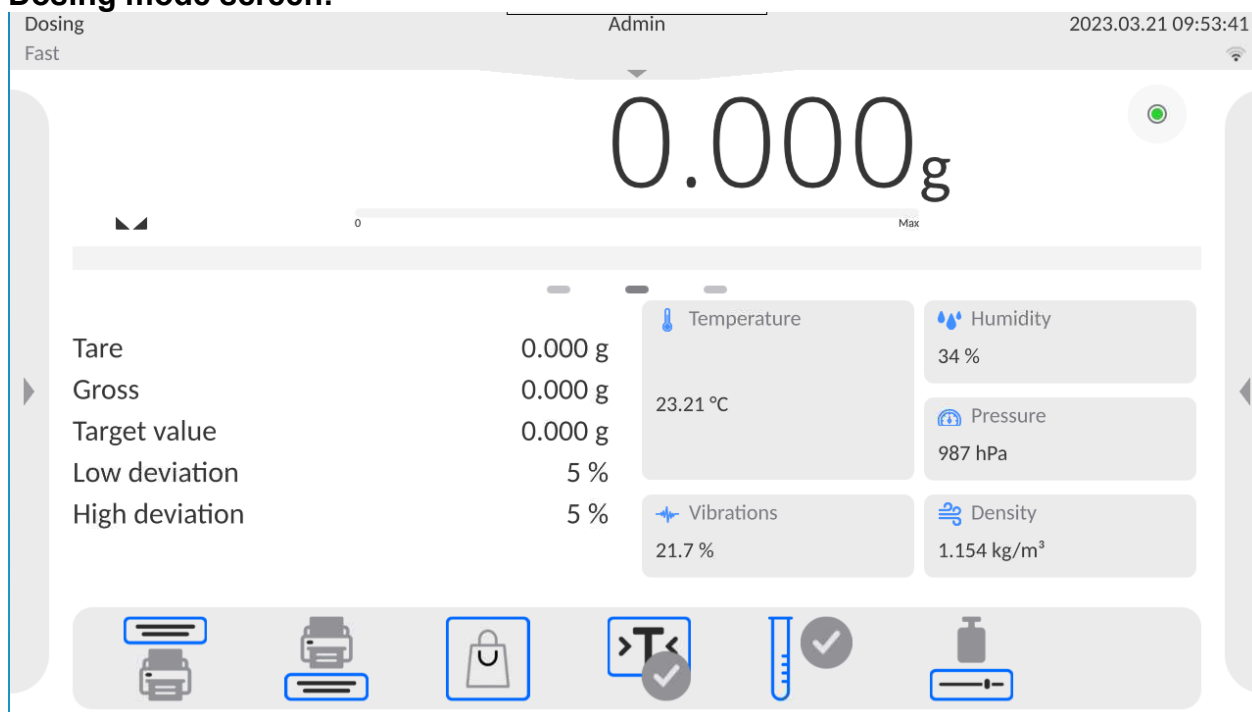 Dosing mode screen:
Dosing Admin 2023.03.21 09:53:41
Fast
0.000 g
0 Max
Tare 0.000 g
Gross 0.000 g
Target value 0.000 g
Low deviation 5 %
High deviation 5 %
Temperature
23.21 °C
Humidity
34 %
Pressure
987 hPa
Vibrations
21.7 %
Density
1.154 kg/m³
>T<